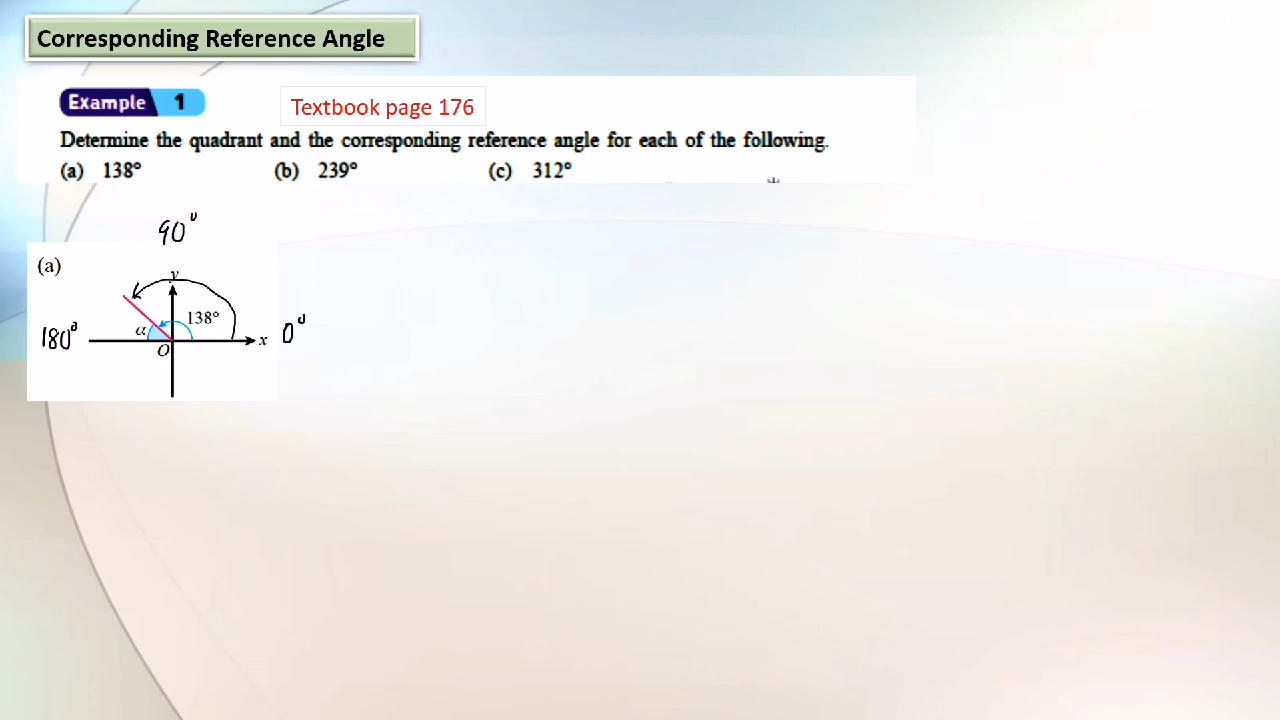 Corresponding Reference Angle
Example 1
Textbook page 176
Determine the quadrant and the corresponding reference angle for each of the following.
(a) 138° (b) 239° (c) 312°
90°
(a)
y
138°
180° α x 0°
O